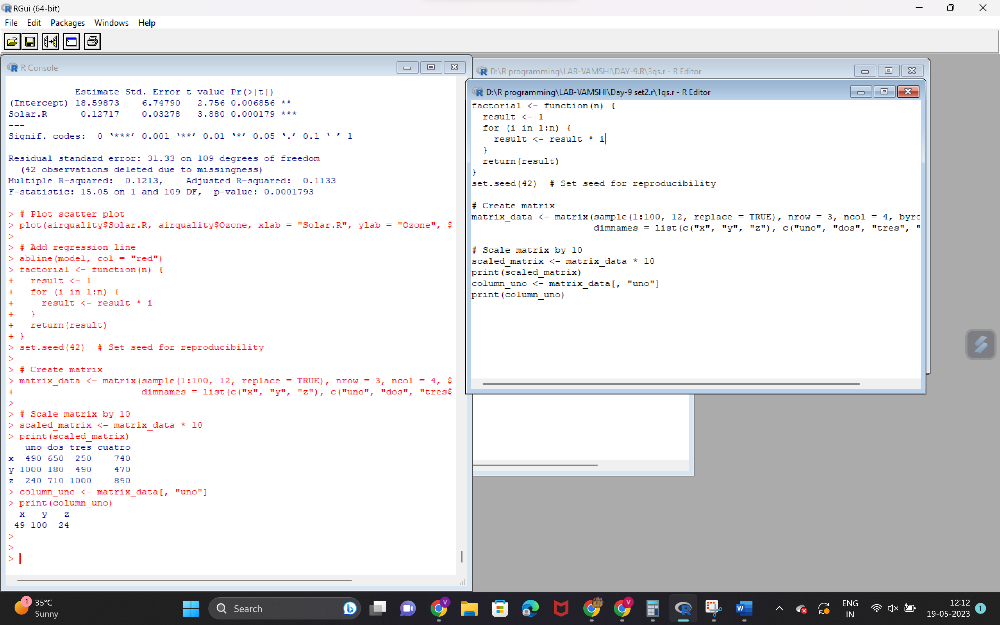 RGui (64-bit)
File Edit Packages Windows Help
R Console
            Estimate Std. Error t value Pr(>|t|)
(Intercept) 18.59873    6.74790   2.756 0.006856 **
Solar.R      0.12717    0.03278   3.880 0.000179 ***
---
Signif. codes:  0 ‘***’ 0.001 ‘**’ 0.01 ‘*’ 0.05 ‘.’ 0.1 ‘ ’ 1
Residual standard error: 31.33 on 109 degrees of freedom
  (42 observations deleted due to missingness)
Multiple R-squared:  0.1213,    Adjusted R-squared:  0.1133
F-statistic: 15.05 on 1 and 109 DF,  p-value: 0.0001793
> # Plot scatter plot
> plot(airquality$Solar.R, airquality$Ozone, xlab = "Solar.R", ylab = "Ozone", $
>
> # Add regression line
> abline(model, col = "red")
> factorial <- function(n) {
+   result <- 1
+   for (i in 1:n) {
+     result <- result * i
+   }
+   return(result)
+ }
> set.seed(42)  # Set seed for reproducibility
>
> # Create matrix
> matrix_data <- matrix(sample(1:100, 12, replace = TRUE), nrow = 3, ncol = 4, $
+                       dimnames = list(c("x", "y", "z"), c("uno", "dos", "tres$
>
> # Scale matrix by 10
> scaled_matrix <- matrix_data * 10
> print(scaled_matrix)
   uno dos tres cuatro
x  490 650  250    740
y 1000 180  490    470
z  240 710 1000    890
> column_uno <- matrix_data[, "uno"]
> print(column_uno)
  x   y   z
 49 100  24
>
>
>
D:\R programming\LAB-VAMSHI\DAY-9.R\3qs.r - R Editor
D:\R programming\LAB-VAMSHI\Day-9 set2.r\1qs.r - R Editor
factorial <- function(n) {
  result <- 1
  for (i in 1:n) {
    result <- result * i
  }
  return(result)
}
set.seed(42)  # Set seed for reproducibility
# Create matrix
matrix_data <- matrix(sample(1:100, 12, replace = TRUE), nrow = 3, ncol = 4, byrc
                      dimnames = list(c("x", "y", "z"), c("uno", "dos", "tres", "
# Scale matrix by 10
scaled_matrix <- matrix_data * 10
print(scaled_matrix)
column_uno <- matrix_data[, "uno"]
print(column_uno)
1
35°C
Sunny
Search
V
V
W
ENG
IN
12:12
19-05-2023
1